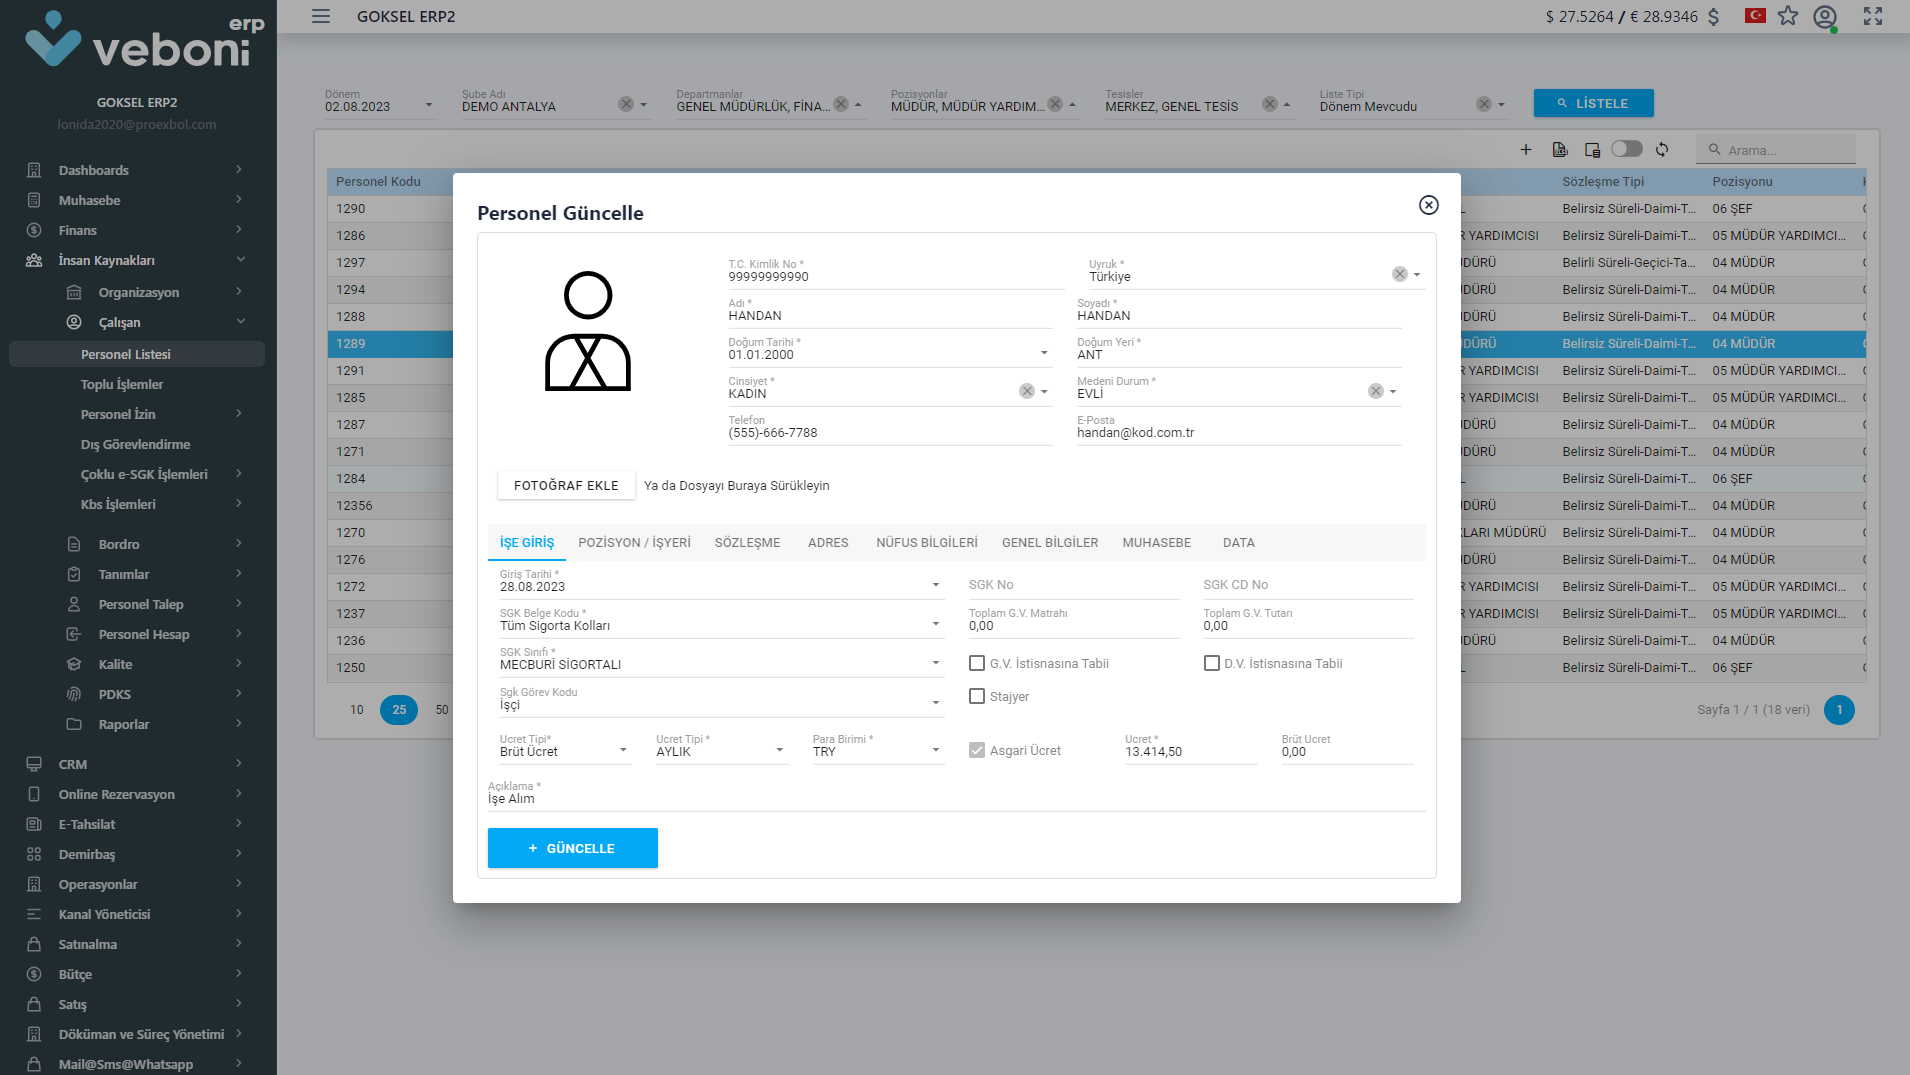 erp
veboni
GOKSEL ERP2
lonida2020@proexbol.com
Dashboards
Muhasebe
Finans
İnsan Kaynakları
Organizasyon
Çalışan
Personel Listesi
Toplu İşlemler
Personel İzin
Dış Görevlendirme
Çoklu e-SGK İşlemleri
Kbs İşlemleri
Bordro
Tanımlar
Personel Talep
Personel Hesap
Kalite
PDKS
Raporlar
CRM
Online Rezervasyon
E-Tahsilat
Demirbaş
Operasyonlar
Kanal Yöneticisi
Satınalma
Bütçe
Satış
Döküman ve Süreç Yönetimi
Mail@Sms@Whatsapp
GOKSEL ERP2
$ 27.5264 / € 28.9346 $
Dönem
02.08.2023
Şube Adı
DEMO ANTALYA
Departmanlar
GENEL MÜDÜRLÜK, FİNA...
Pozisyonlar
MÜDÜR, MÜDÜR YARDIM...
Tesisler
MERKEZ, GENEL TESİS
Liste Tipi
Dönem Mevcudu
LİSTELE
Arama...
Personel Kodu Sözleşme Tipi Pozisyonu
1290 Belirsiz Süreli-Daimi-T... 06 ŞEF
1286 R YARDIMCISI Belirsiz Süreli-Daimi-T... 05 MÜDÜR YARDIMCI...
1297 DÜRÜ Belirli Süreli-Geçici-Ta... 04 MÜDÜR
1294 DÜRÜ Belirsiz Süreli-Daimi-T... 04 MÜDÜR
1288 DÜRÜ Belirsiz Süreli-Daimi-T... 04 MÜDÜR
1289 DÜRÜ Belirsiz Süreli-Daimi-T... 04 MÜDÜR
1291 R YARDIMCISI Belirsiz Süreli-Daimi-T... 05 MÜDÜR YARDIMCI...
1285 R YARDIMCISI Belirsiz Süreli-Daimi-T... 05 MÜDÜR YARDIMCI...
1287 DÜRÜ Belirsiz Süreli-Daimi-T... 04 MÜDÜR
1271 DÜRÜ Belirsiz Süreli-Daimi-T... 04 MÜDÜR
1284 Belirsiz Süreli-Daimi-T... 06 ŞEF
12356 DÜRÜ Belirsiz Süreli-Daimi-T... 04 MÜDÜR
1270 LARI MÜDÜRÜ Belirsiz Süreli-Daimi-T... 04 MÜDÜR
1276 DÜRÜ Belirsiz Süreli-Daimi-T... 04 MÜDÜR
1272 R YARDIMCISI Belirsiz Süreli-Daimi-T... 05 MÜDÜR YARDIMCI...
1237 R YARDIMCISI Belirsiz Süreli-Daimi-T... 05 MÜDÜR YARDIMCI...
1236 DÜRÜ Belirsiz Süreli-Daimi-T... 04 MÜDÜR
1250 Belirsiz Süreli-Daimi-T... 06 ŞEF
10 25 50 Sayfa 1 / 1 (18 veri) 1
Personel Güncelle
T.C. Kimlik No *
99999999990
Uyruk *
Türkiye
Adı *
HANDAN
Soyadı *
HANDAN
Doğum Tarihi *
01.01.2000
Doğum Yeri *
ANT
Cinsiyet *
KADIN
Medeni Durum *
EVLİ
Telefon
(555)-666-7788
E-Posta
handan@kod.com.tr
FOTOĞRAF EKLE Ya da Dosyayı Buraya Sürükleyin
İŞE GİRİŞ POZİSYON / İŞYERİ SÖZLEŞME ADRES NÜFUS BİLGİLERİ GENEL BİLGİLER MUHASEBE DATA
Giriş Tarihi *
28.08.2023
SGK No
SGK CD No
SGK Belge Kodu *
Tüm Sigorta Kolları
Toplam G.V. Matrahı
0,00
Toplam G.V. Tutarı
0,00
SGK Sınıfı *
MECBURİ SİGORTALI
G.V. İstisnasına Tabii
D.V. İstisnasına Tabii
Sgk Görev Kodu
İşçi
Stajyer
Ucret Tipi*
Brüt Ücret
Ucret Tipi *
AYLIK
Para Birimi *
TRY
Asgari Ücret
Ucret *
13.414,50
Brüt Ucret
0,00
Açıklama *
İşe Alım
+ GÜNCELLE